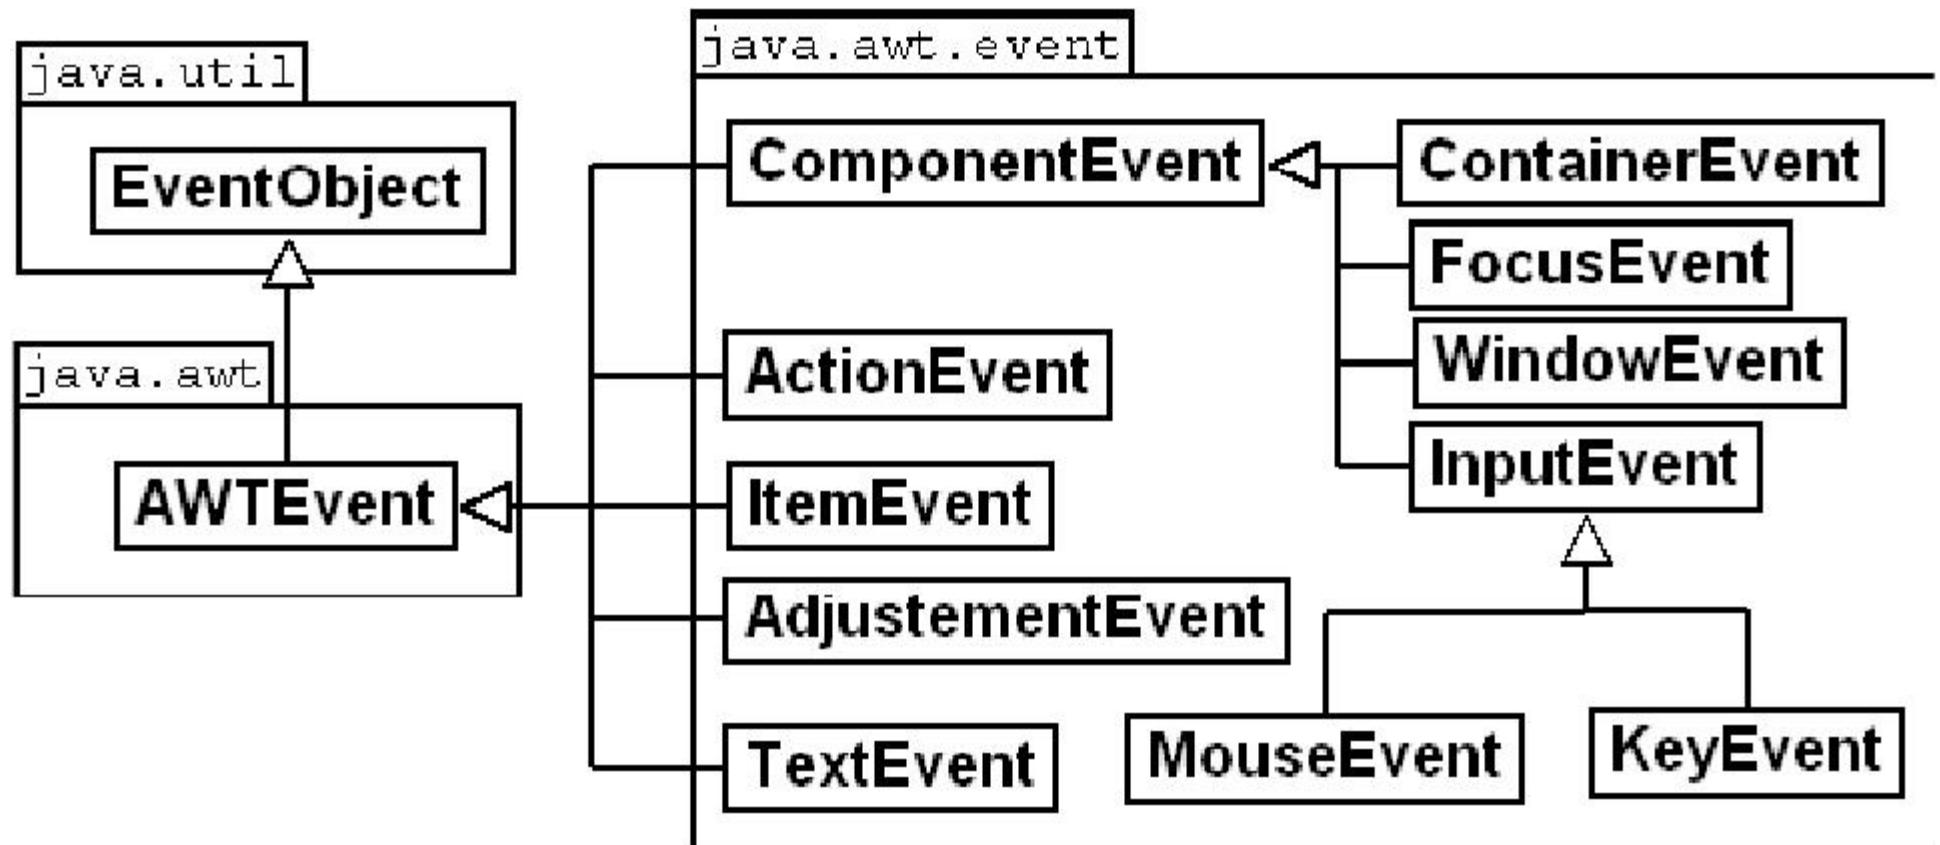 java.util
EventObject
java.awt
AWTEvent
java.awt.event
ComponentEvent
ActionEvent
ItemEvent
AdjustementEvent
TextEvent
ContainerEvent
FocusEvent
WindowEvent
InputEvent
MouseEvent
KeyEvent